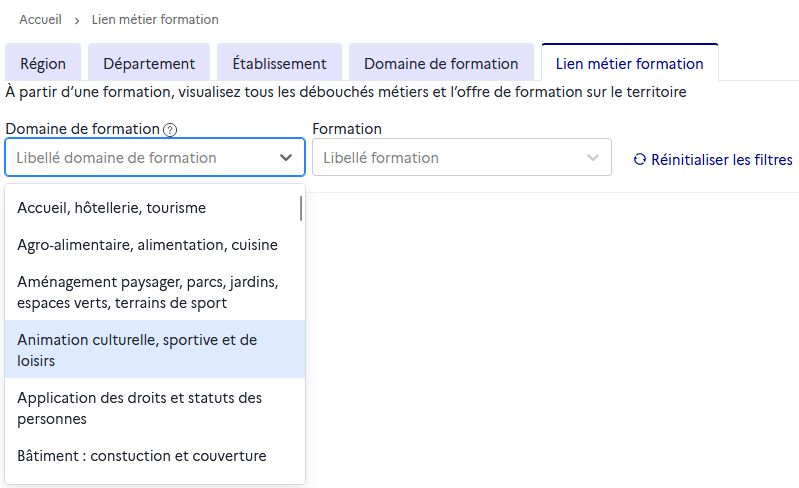 Accueil > Lien métier formation
Région Département Établissement Domaine de formation Lien métier formation
À partir d’une formation, visualisez tous les débouchés métiers et l’offre de formation sur le territoire
Domaine de formation ? Formation
Libellé domaine de formation Libellé formation Réinitialiser les filtres
Accueil, hôtellerie, tourisme
Agro-alimentaire, alimentation, cuisine
Aménagement paysager, parcs, jardins,
espaces verts, terrains de sport
Animation culturelle, sportive et de
loisirs
Application des droits et statuts des
personnes
Bâtiment : constuction et couverture